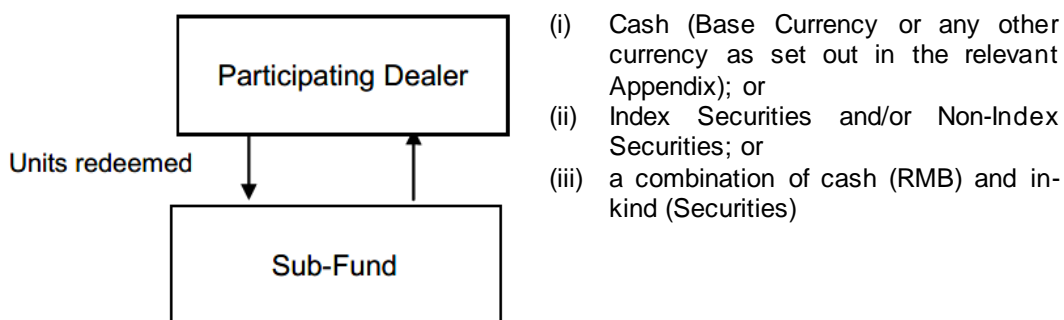 Participating Dealer
Units redeemed
Sub-Fund
(i) Cash (Base Currency or any other
currency as set out in the relevant
Appendix); or
(ii) Index Securities and/or Non-Index
Securities; or
(iii) a combination of cash (RMB) and in-
kind (Securities)